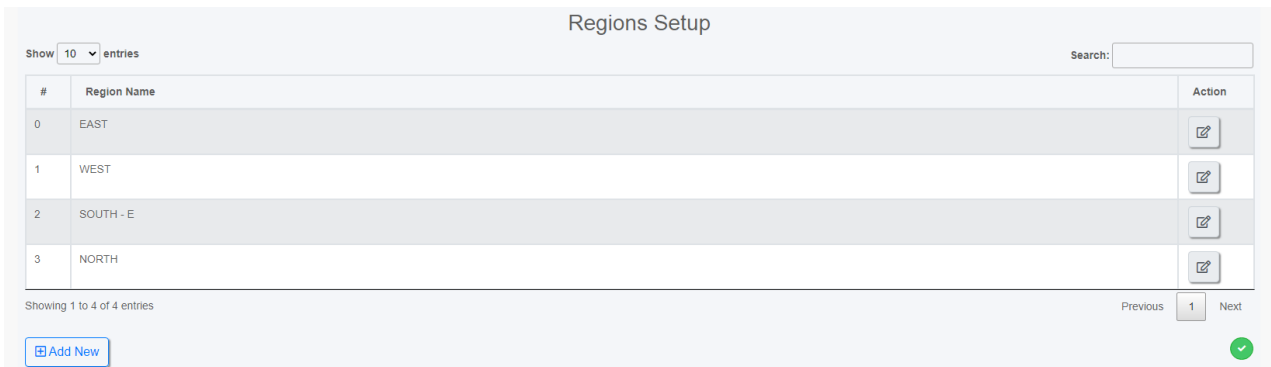 Regions Setup
Show 10 entries Search:
# Region Name Action
0 EAST
1 WEST
2 SOUTH - E
3 NORTH
Showing 1 to 4 of 4 entries Previous 1 Next
Add New